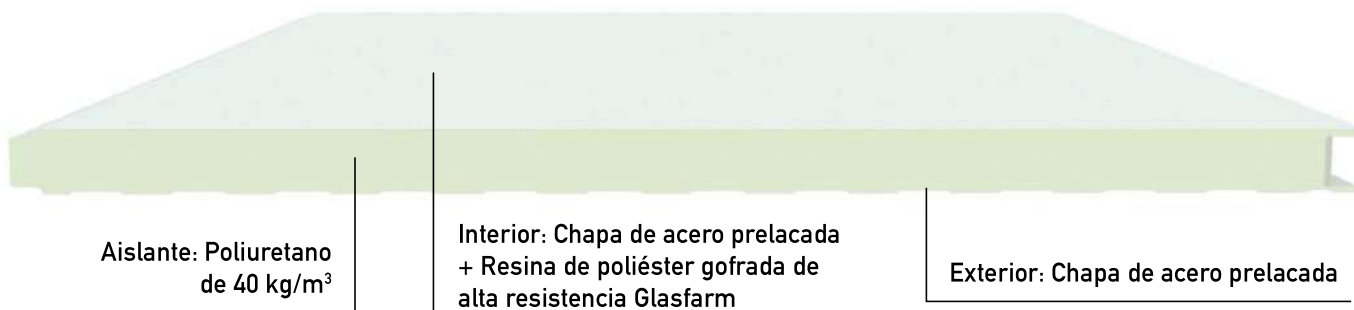 Aislante: Poliuretano
de 40 kg/m³
Interior: Chapa de acero prelacada
+ Resina de poliéster gofrada de
alta resistencia Glasfarm
Exterior: Chapa de acero prelacada